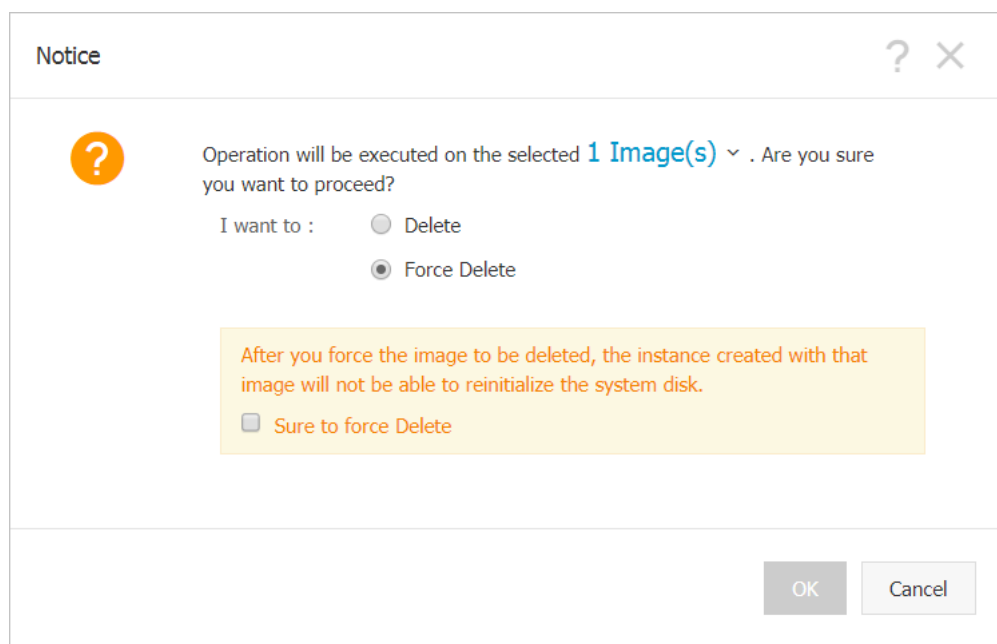 Notice
Operation will be executed on the selected 1 Image(s) . Are you sure
you want to proceed?
I want to : Delete
Force Delete
After you force the image to be deleted, the instance created with that
image will not be able to reinitialize the system disk.
Sure to force Delete
OK Cancel